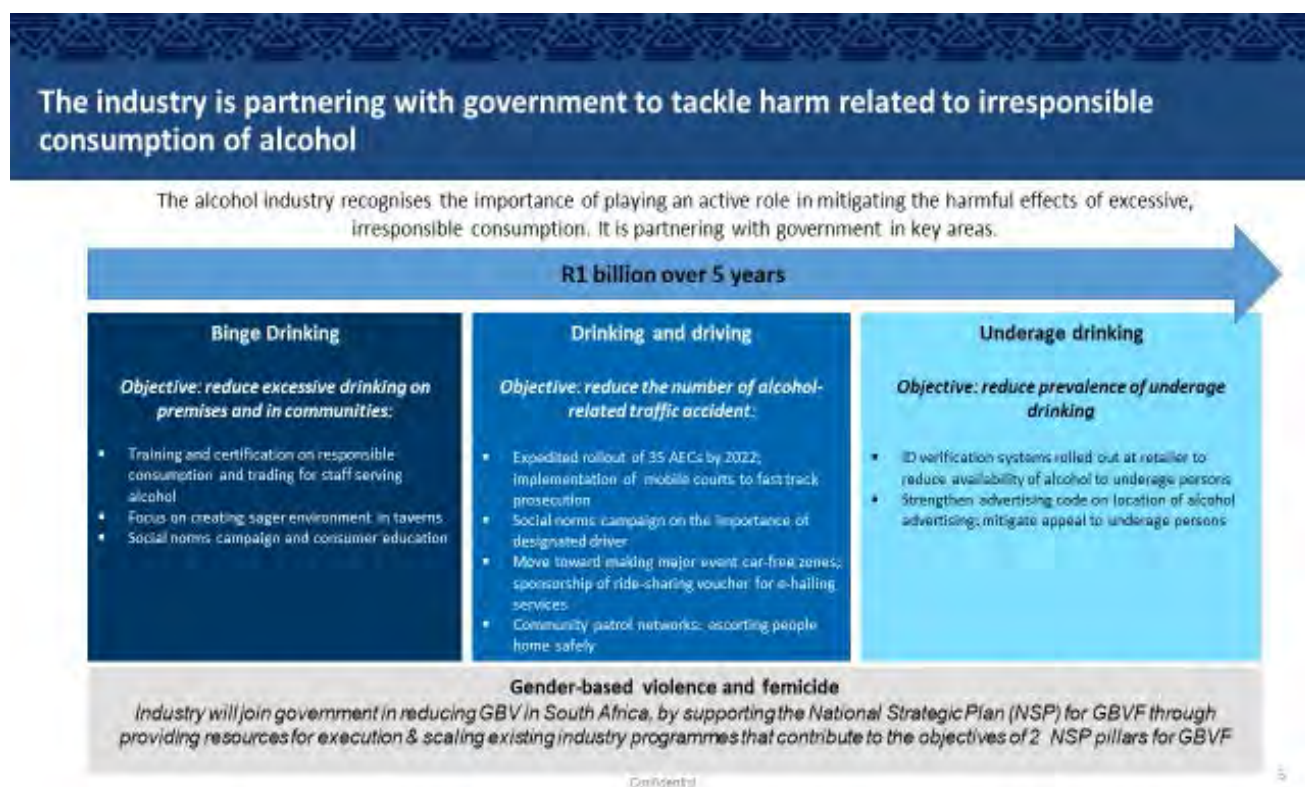 The industry is partnering with government to tackle harm related to irresponsible
consumption of alcohol
The alcohol industry recognises the importance of playing an active role in mitigating the harmful effects of excessive,
irresponsible consumption. It is partnering with government in key areas.
R1 billion over 5 years
Binge Drinking
Objective: reduce excessive drinking on
premises and in communities:
▪ Training and certification on responsible
consumption and trading for staff serving
alcohol
▪ Focus on creating sager environment in taverns
▪ Social norms campaign and consumer education
Drinking and driving
Objective: reduce the number of alcohol-
related traffic accident:
▪ Expedited rollout of 35 AECs by 2022;
implementation of mobile courts to fast track
prosecution
▪ Social norms campaign on the importance of
designated driver
▪ Move toward making major event car-free zones;
sponsorship of ride-sharing voucher for e-hailing
services
▪ Community patrol networks: escorting people
home safely
Underage drinking
Objective: reduce prevalence of underage
drinking
▪ ID verification systems rolled out at retailer to
reduce availability of alcohol to underage persons
▪ Strengthen advertising code on location of alcohol
advertising; mitigate appeal to underage persons
Gender-based violence and femicide
Industry will join government in reducing GBV in South Africa, by supporting the National Strategic Plan (NSP) for GBVF through
providing resources for execution & scaling existing industry programmes that contribute to the objectives of 2 NSP pillars for GBVF
Confidential